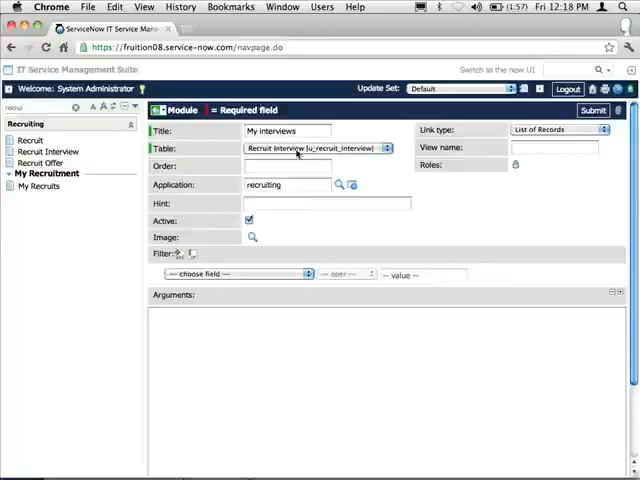 Chrome File Edit View History Bookmarks Window Users Help
(1:57) Fri 12:18 PM
ServiceNow IT Service Mana
https://fruition08.service-now.com/navpage.do
IT Service Management Suite
Switch to the new UI
Welcome: System Administrator
Update Set: Default
Logout
recrui
Module = Required field
Submit
Recruiting
Recruit
Recruit Interview
Recruit Offer
My Recruitment
My Recruits
Title: My interviews
Link type: List of Records
Table: Recruit Interview [u_recruit_interview]
View name:
Order:
Roles:
Application: recruiting
Hint:
Active:
Image:
Filter:
-- choose field --
-- oper --
-- value --
Arguments: